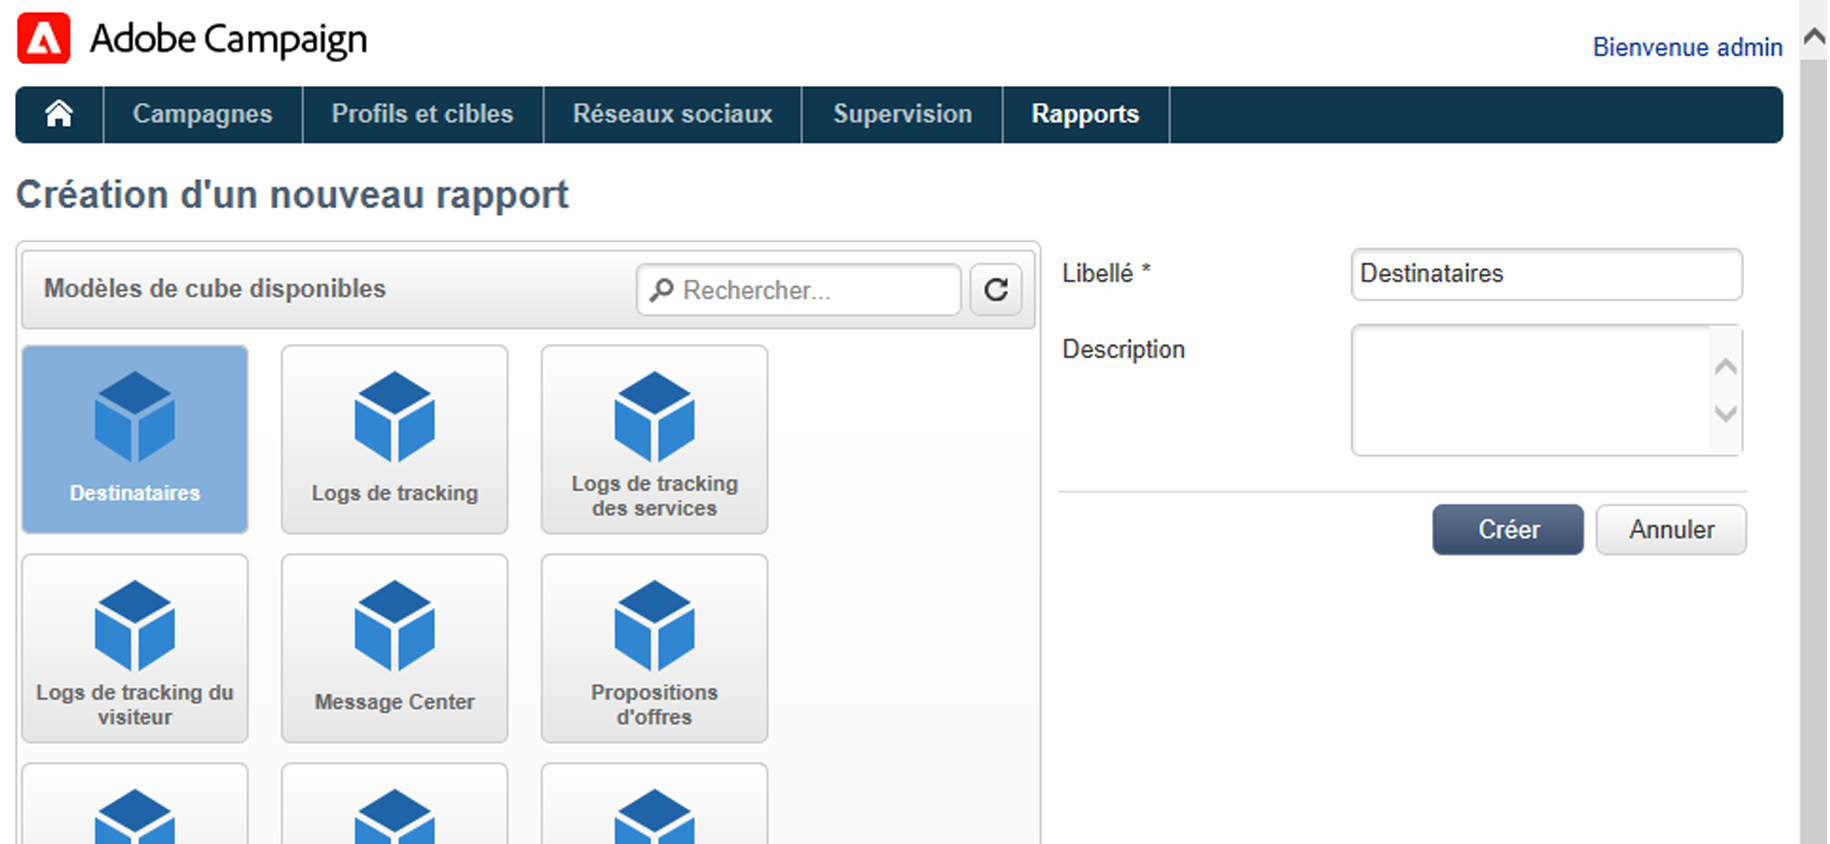 Adobe Campaign
Bienvenue admin
Campagnes Profils et cibles Réseaux sociaux Supervision Rapports
Création d'un nouveau rapport
Modèles de cube disponibles
Rechercher...
Libellé * Destinataires
Description
Destinataires
Logs de tracking
Logs de tracking
des services
Créer Annuler
Logs de tracking du
visiteur
Message Center
Propositions
d'offres